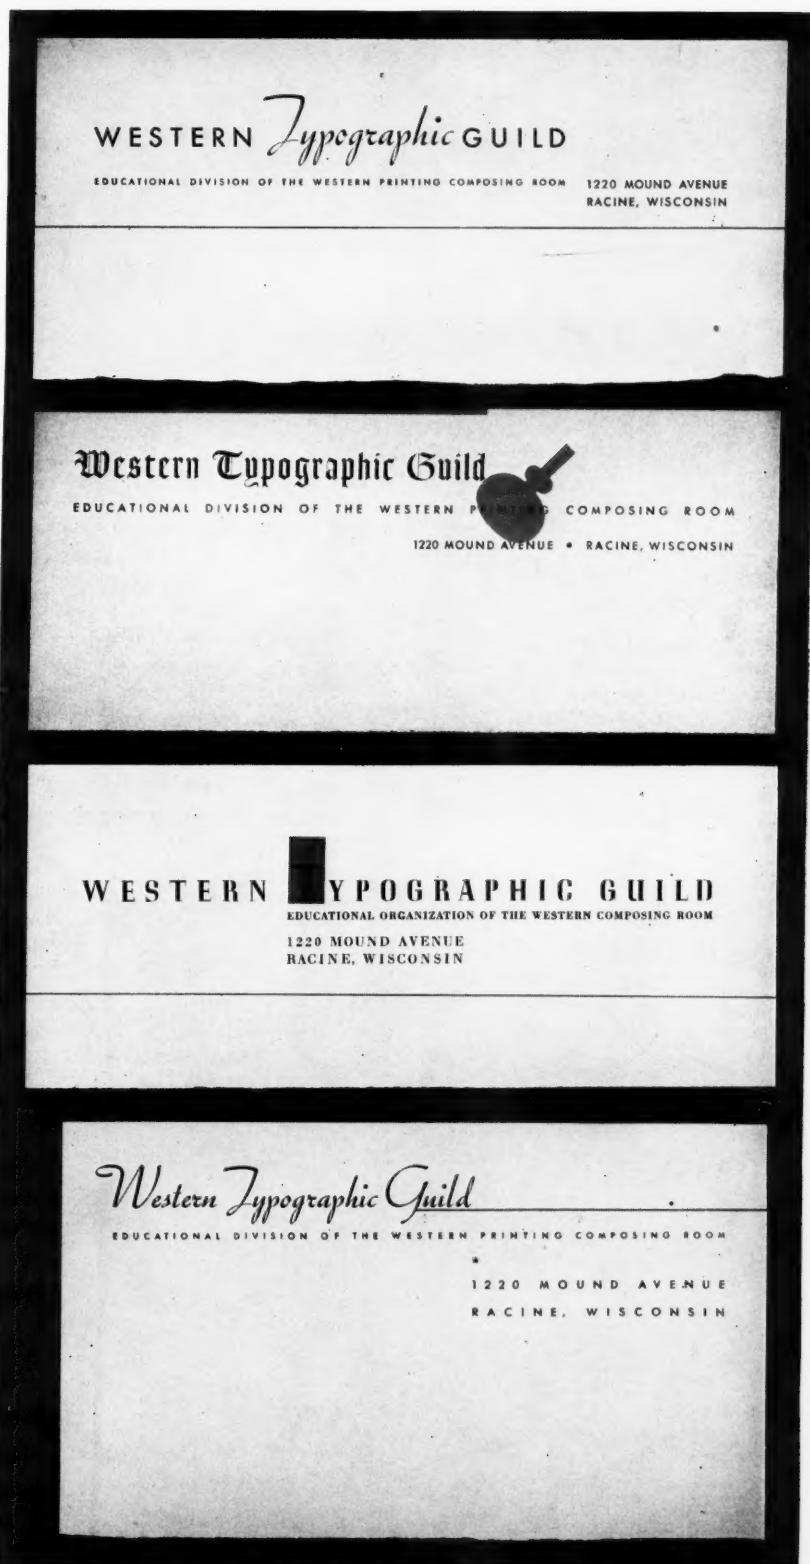 WESTERN Typographic GUILD
EDUCATIONAL DIVISION OF THE WESTERN PRINTING COMPOSING ROOM
1220 MOUND AVENUE
RACINE, WISCONSIN
Western Typographic Guild
EDUCATIONAL DIVISION OF THE WESTERN PRINTING COMPOSING ROOM
1220 MOUND AVENUE • RACINE, WISCONSIN
WESTERN TYPOGRAPHIC GUILD
EDUCATIONAL ORGANIZATION OF THE WESTERN COMPOSING ROOM
1220 MOUND AVENUE
RACINE, WISCONSIN
Western Typographic Guild
EDUCATIONAL DIVISION OF THE WESTERN PRINTING COMPOSING ROOM
1220 MOUND AVENUE
RACINE, WISCONSIN